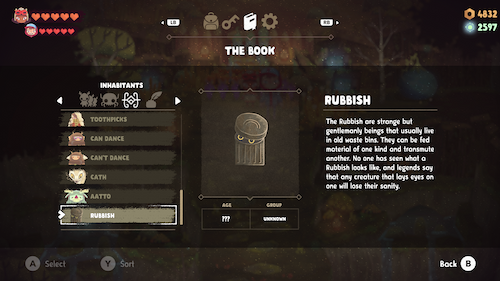 4832
2597
LB
RB
THE BOOK
INHABITANTS
TOOTHPICKS
CAN DANCE
CAN'T DANCE
CATH
AATTO
RUBBISH
AGE
GROUP
???
UNKNOWN
RUBBISH
The Rubbish are strange but
gentlemanly beings that usually live
in old waste bins. They can be fed
material of one kind and transmute
another. No one has seen what a
Rubbish looks like, and legends say
that any creature that lays eyes on
one will lose their sanity.
A Select
Y Sort
Back B